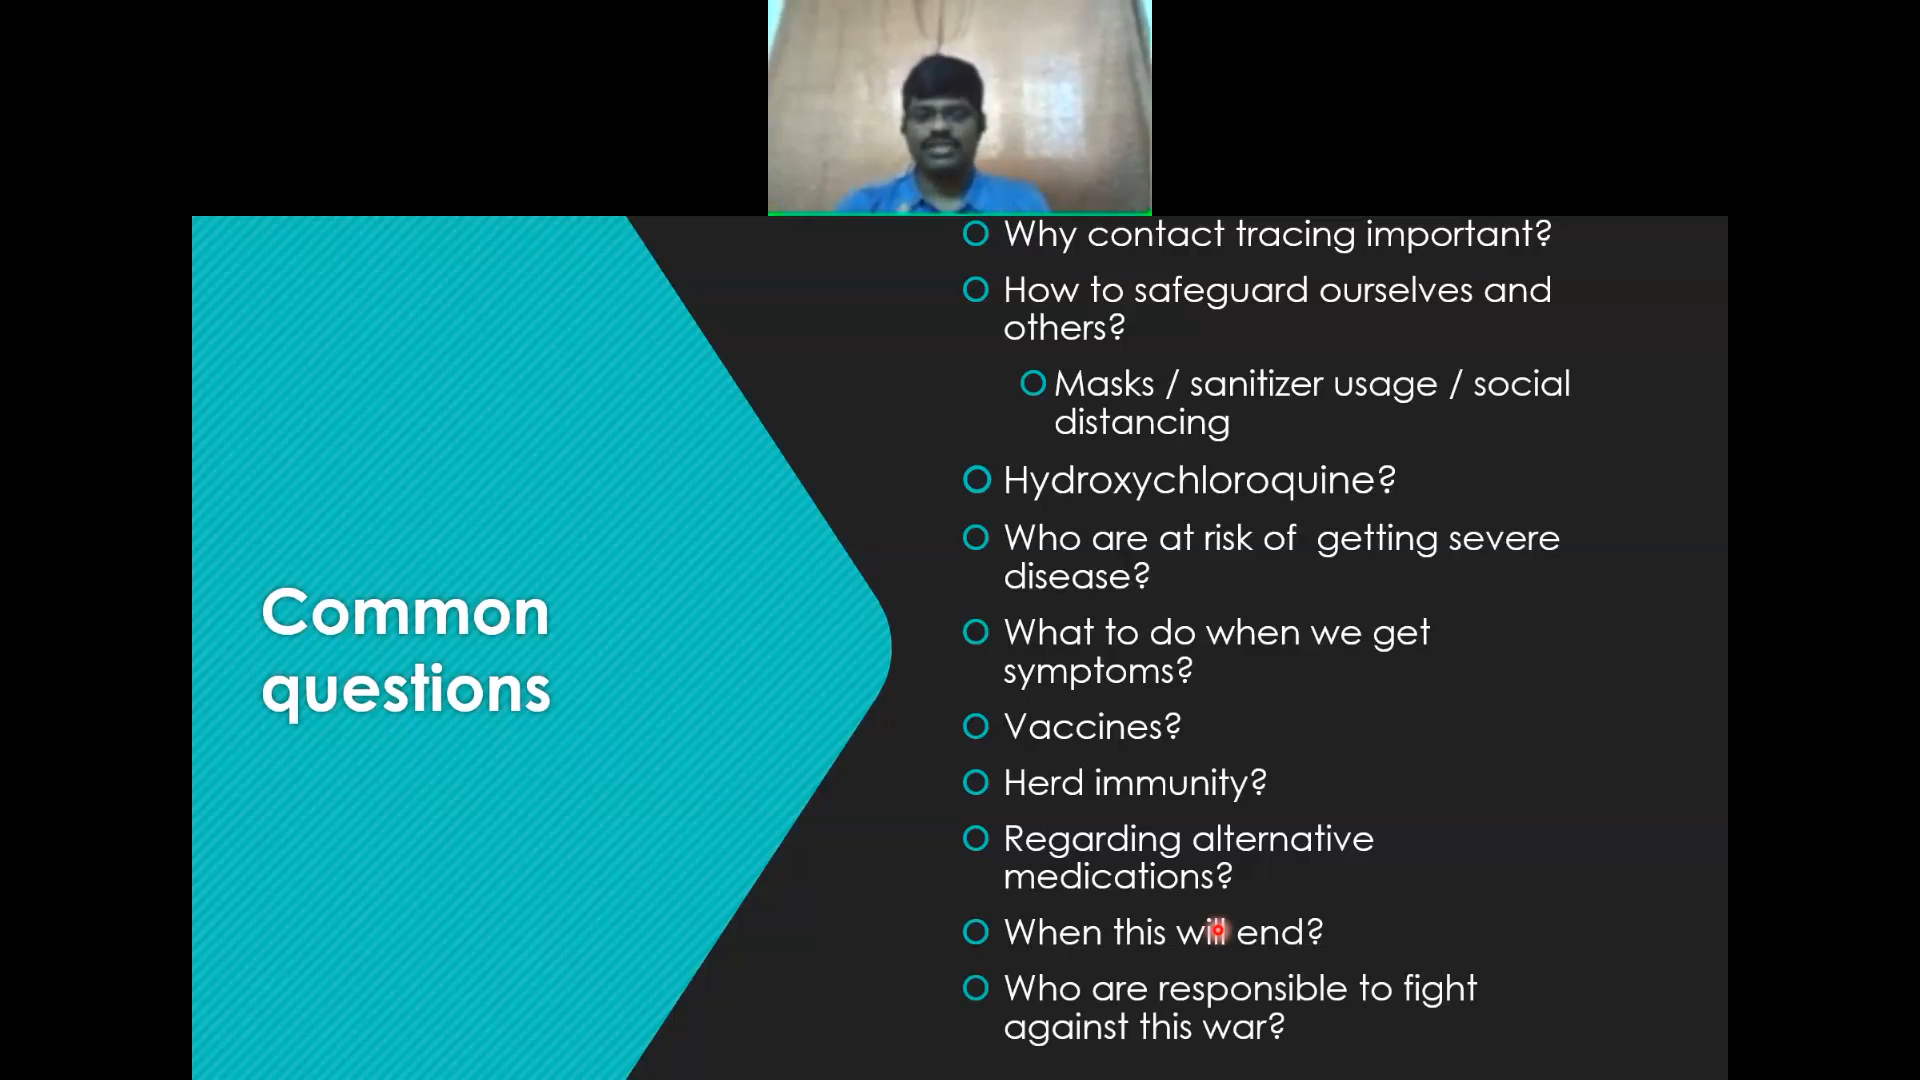 Common
questions
Why contact tracing important?
How to safeguard ourselves and
others?
Masks / sanitizer usage / social
distancing
Hydroxychloroquine?
Who are at risk of  getting severe
disease?
What to do when we get
symptoms?
Vaccines?
Herd immunity?
Regarding alternative
medications?
When this will end?
Who are responsible to fight
against this war?